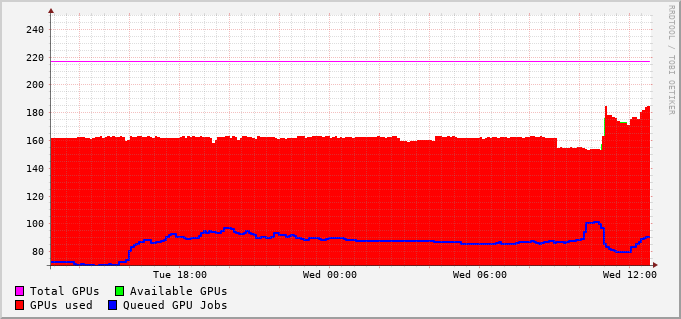 RRDTOOL / TOBI OETIKER
240
220
200
180
160
140
120
100
80
Tue 18:00 Wed 00:00 Wed 06:00 Wed 12:00
Total GPUs Available GPUs
GPUs used Queued GPU Jobs